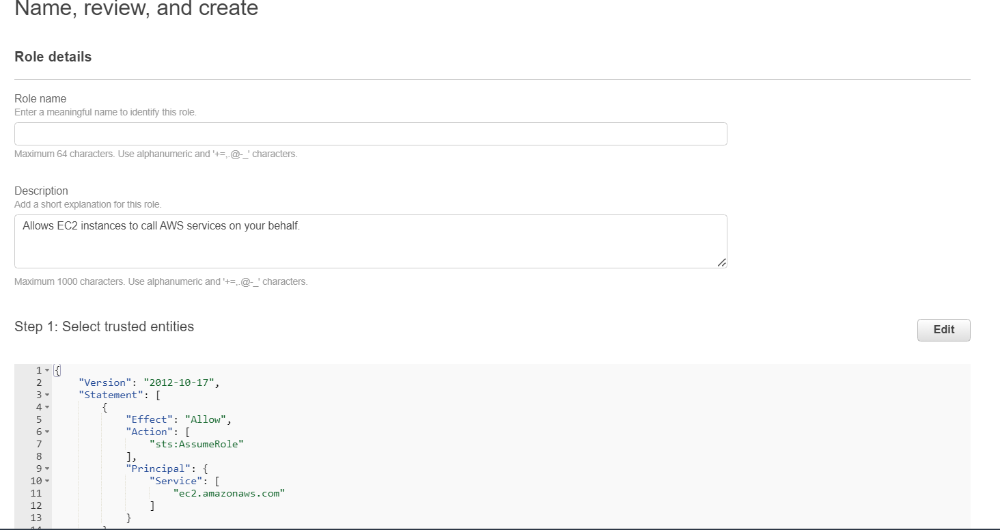 Name, review, and create
Role details
Role name
Enter a meaningful name to identify this role.
Maximum 64 characters. Use alphanumeric and '+=,.@-_' characters.
Description
Add a short explanation for this role.
Allows EC2 instances to call AWS services on your behalf.
Maximum 1000 characters. Use alphanumeric and '+=,.@-_' characters.
Step 1: Select trusted entities
Edit
1 {
2 "Version": "2012-10-17",
3 "Statement": [
4 {
5 "Effect": "Allow",
6 "Action": [
7 "sts:AssumeRole"
8 ],
9 "Principal": {
10 "Service": [
11 "ec2.amazonaws.com"
12 ]
13 }
14 }